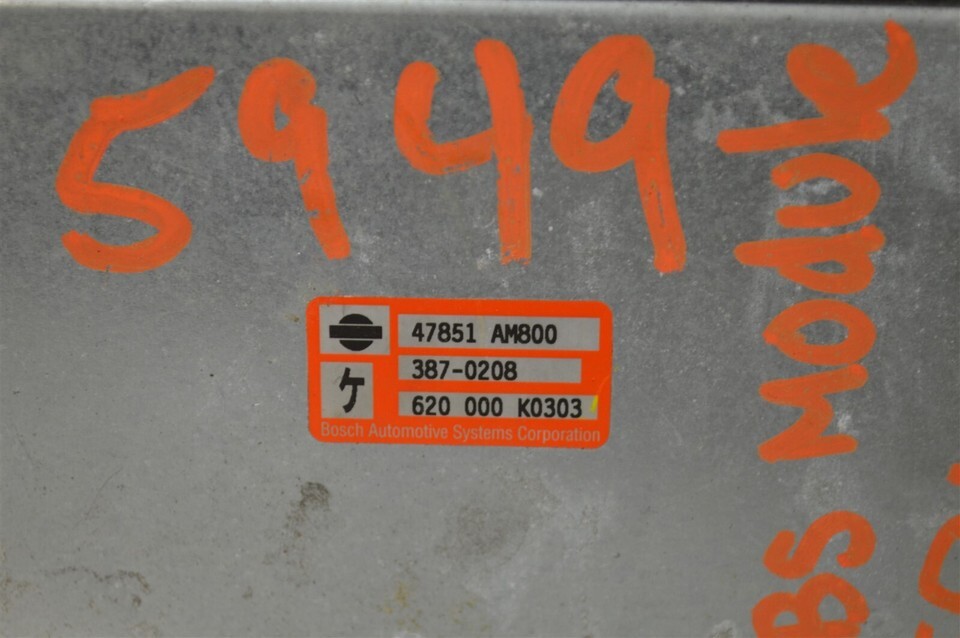 5949
47851 AM800
387-0208
ケ
620 000 K0303
Bosch Automotive Systems Corporation
BS Module